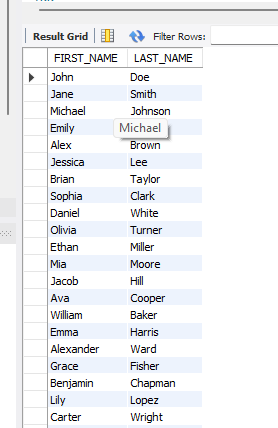 Result Grid Filter Rows:
FIRST_NAME LAST_NAME
John Doe
Jane Smith
Michael Johnson
Emily
Michael
Alex Brown
Jessica Lee
Brian Taylor
Sophia Clark
Daniel White
Olivia Turner
Ethan Miller
Mia Moore
Jacob Hill
Ava Cooper
William Baker
Emma Harris
Alexander Ward
Grace Fisher
Benjamin Chapman
Lily Lopez
Carter Wright